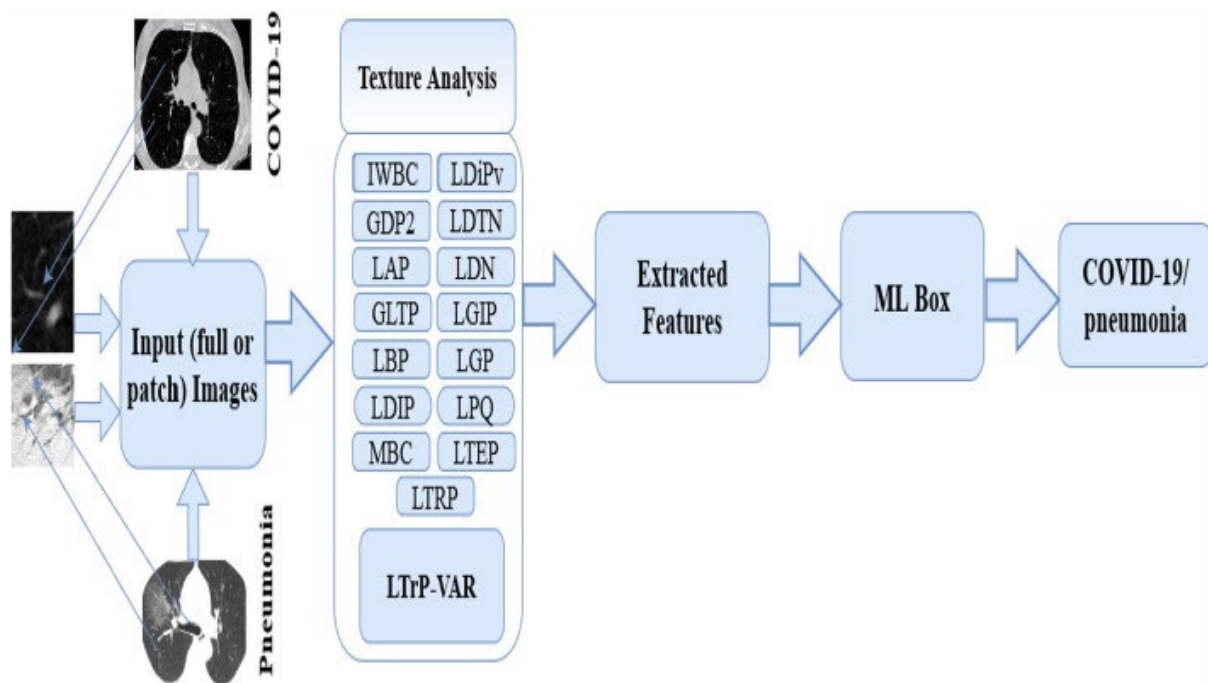 COVID-19
Input (full or
patch) Images
Pneumonia
Texture Analysis
IWBC
LDiPv
GDP2
LDTN
LAP
LDN
GLTP
LGIP
LBP
LGP
LDIP
LPQ
MBC
LTEP
LTRP
LTrP-VAR
Extracted
Features
ML Box
COVID-19/
pneumonia